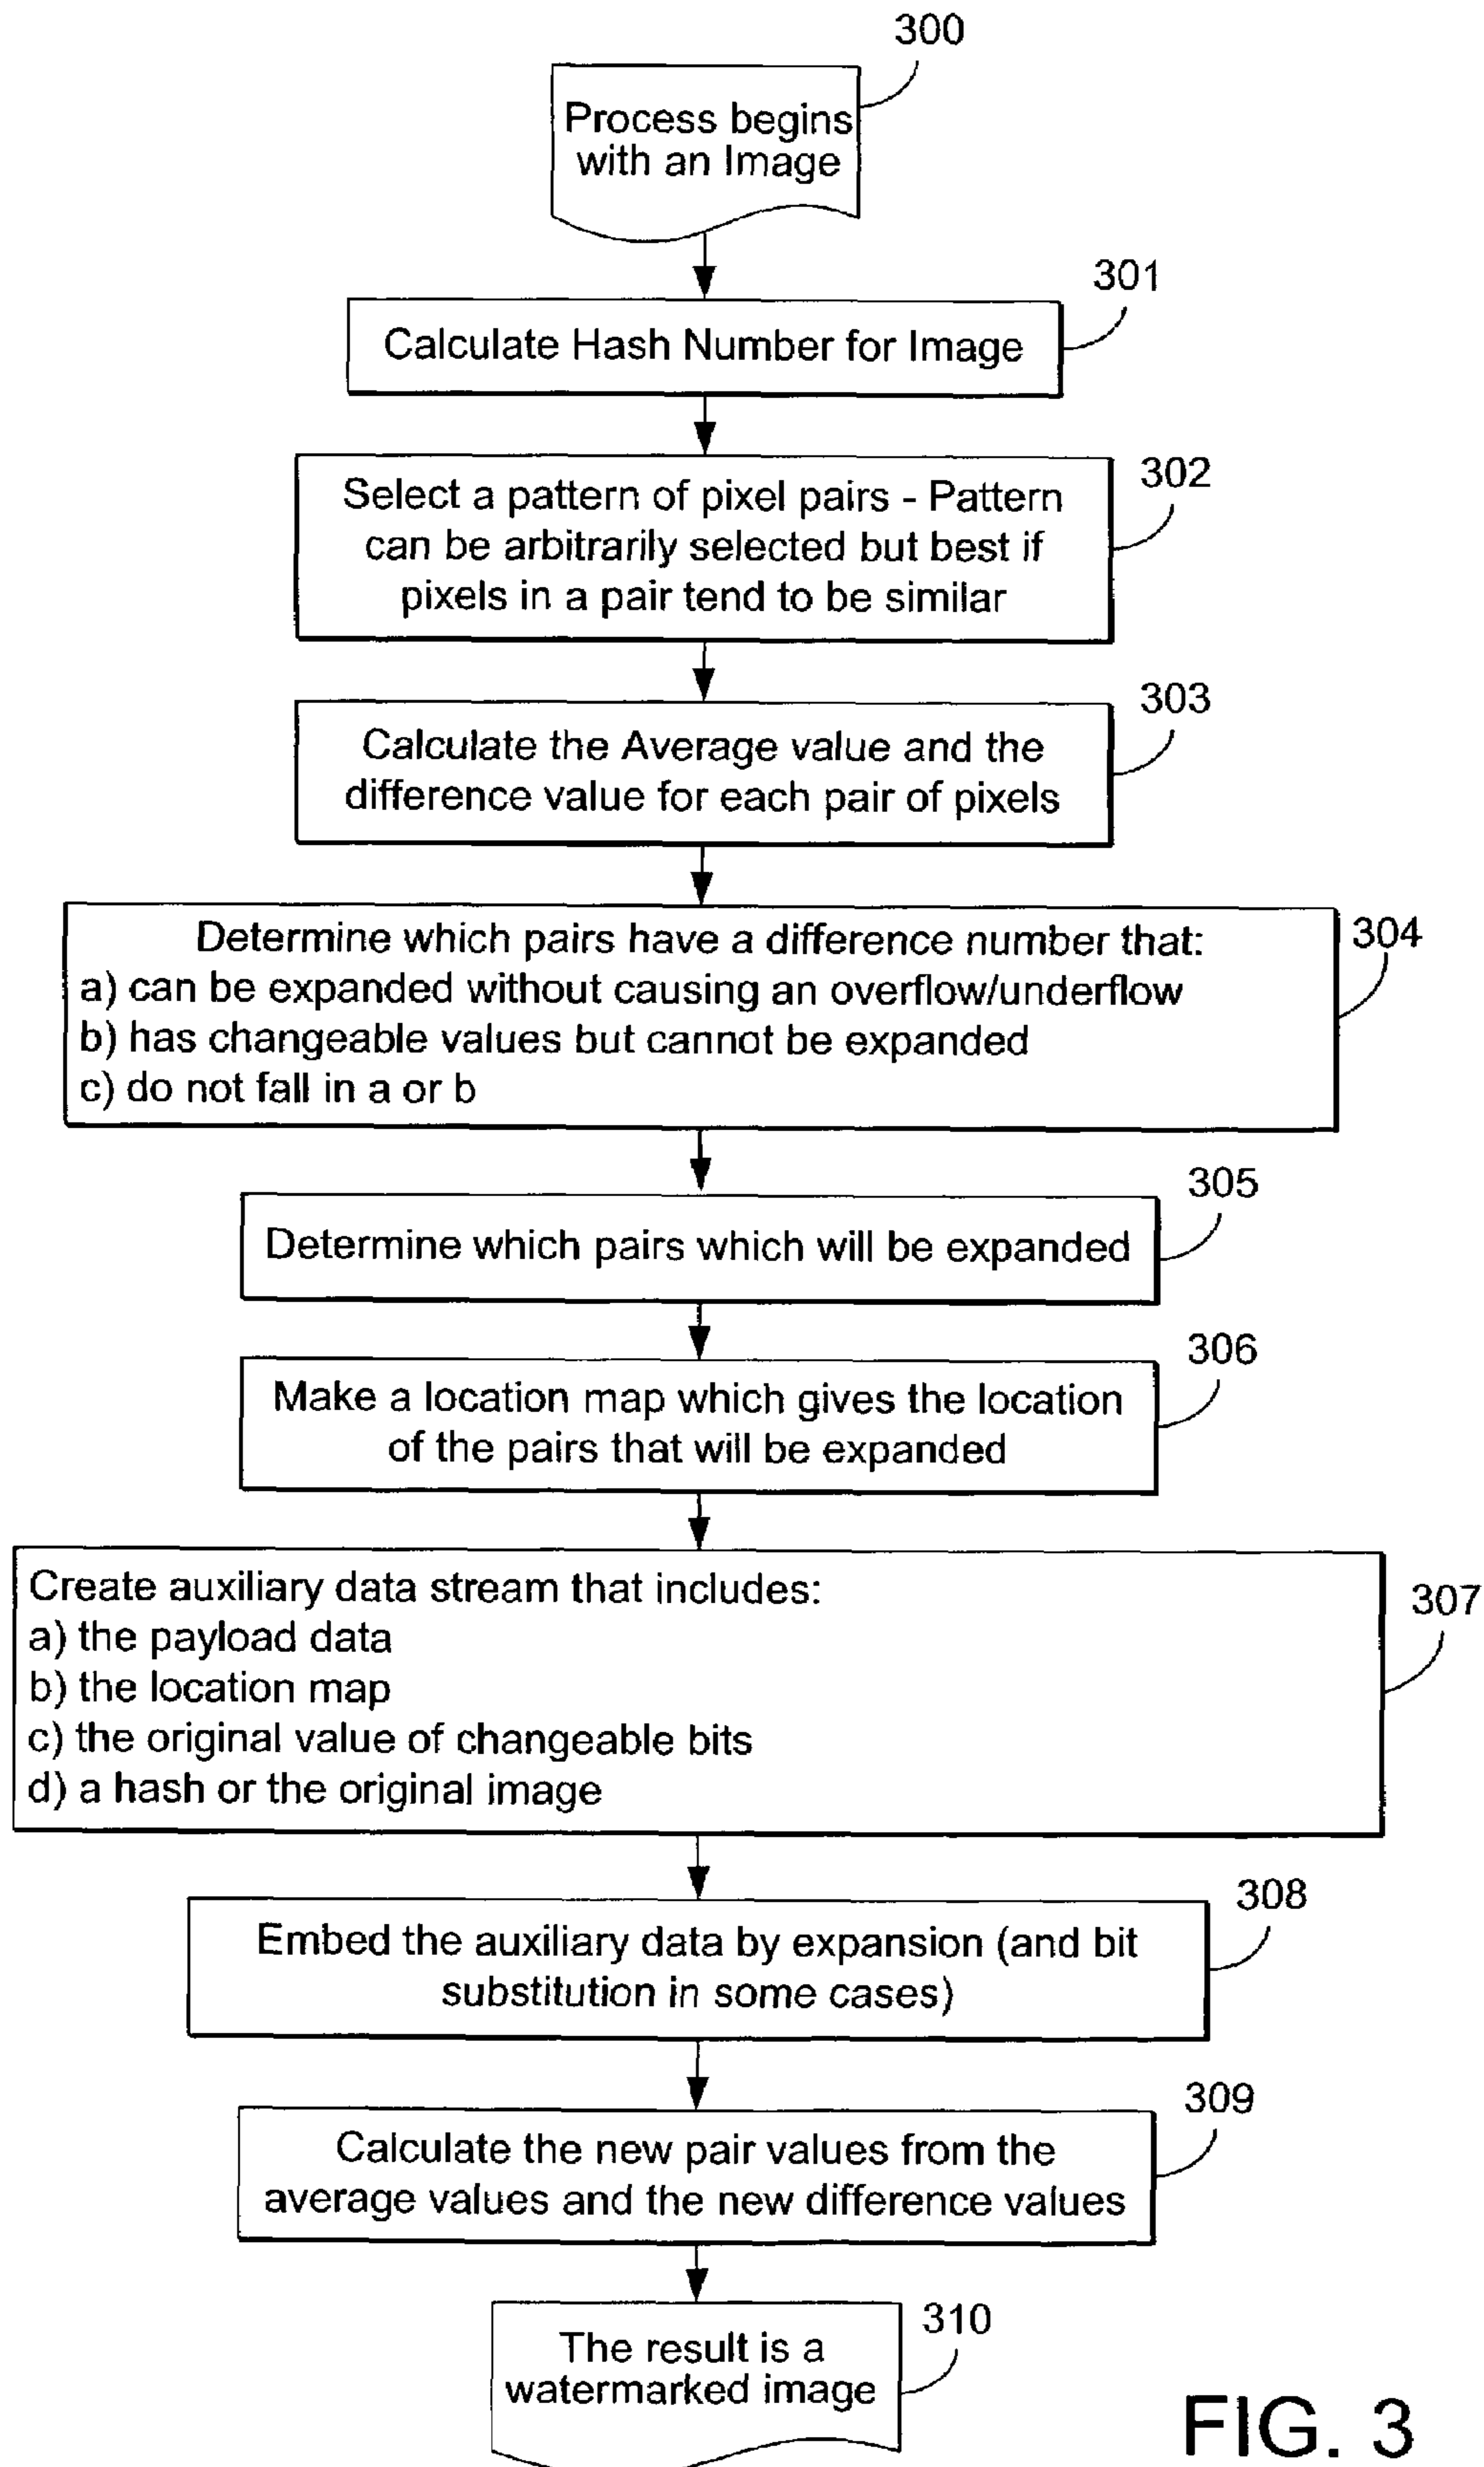 300
Process begins
with an Image
301
Calculate Hash Number for Image
302
Select a pattern of pixel pairs - Pattern
can be arbitrarily selected but best if
pixels in a pair tend to be similar
303
Calculate the Average value and the
difference value for each pair of pixels
304
Determine which pairs have a difference number that:
a) can be expanded without causing an overflow/underflow
b) has changeable values but cannot be expanded
c) do not fall in a or b
305
Determine which pairs which will be expanded
306
Make a location map which gives the location
of the pairs that will be expanded
307
Create auxiliary data stream that includes:
a) the payload data
b) the location map
c) the original value of changeable bits
d) a hash or the original image
308
Embed the auxiliary data by expansion (and bit
substitution in some cases)
309
Calculate the new pair values from the
average values and the new difference values
310
The result is a
watermarked image
FIG. 3